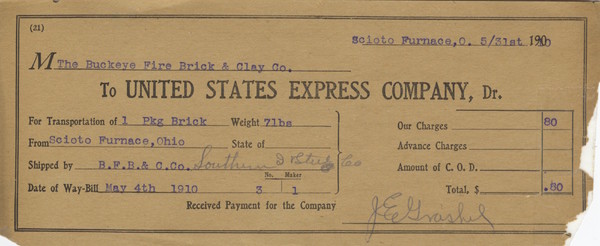 (21)
Scioto Furnace, O. 5/31st 1910
M The Buckeye Fire Brick & Clay Co.
To UNITED STATES EXPRESS COMPANY, Dr.
For Transportation of 1 Pkg Brick Weight 7lbs
From Scioto Furnace, Ohio State of
Shipped by B.F.B.& C.Co. Southern Co
No. Maker
Date of Way-Bill May 4th 1910 3 1
Our Charges 80
Advance Charges
Amount of C. O. D.
Total, $ .80
Received Payment for the Company